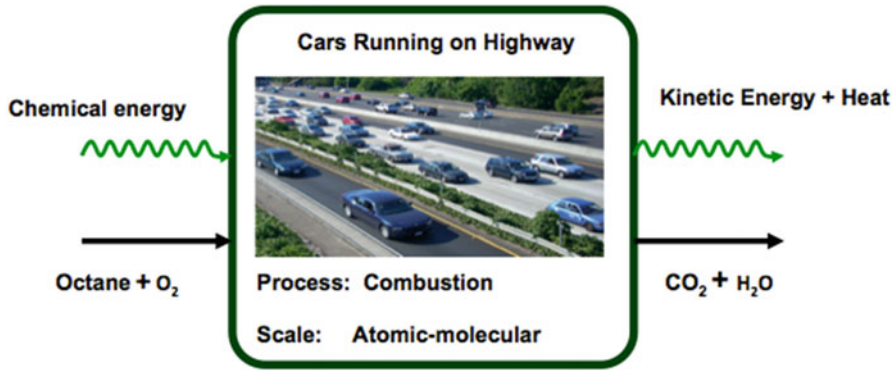 Cars Running on Highway
Chemical energy
Kinetic Energy + Heat
Octane + O₂
CO₂ + H₂O
Process: Combustion
Scale: Atomic-molecular